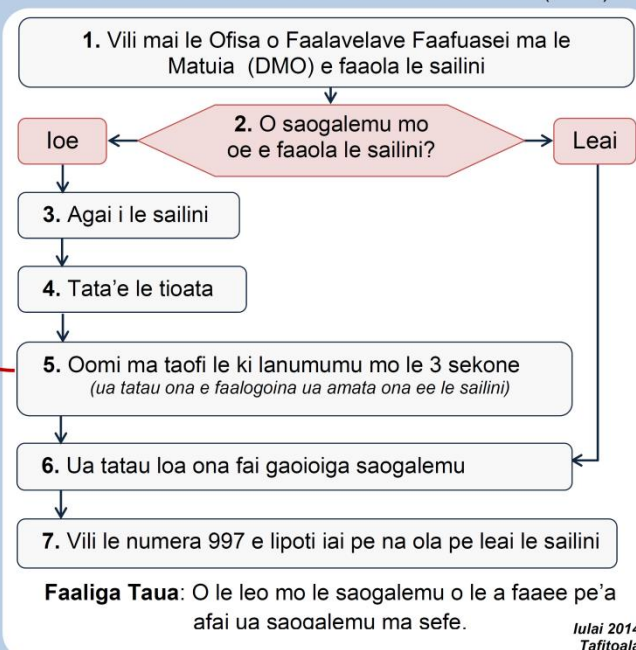 1. Vili mai le Ofisa o Faalavelave Faafuasei ma le
Matuia (DMO) e faaola le sailini
2. O saogalemu mo
oe e faaola le sailini?
Ioe
Leai
3. Agai i le sailini
4. Tata'e le tioata
5. Oomi ma taofi le ki lanumumu mo le 3 sekone
(ua tatau ona e faalogoina ua amata ona ee le sailini)
6. Ua tatau loa ona fai gaoioiga saogalemu
7. Vili le numera 997 e lipoti iai pe na ola pe leai le sailini
Faaliga Taua: O le leo mo le saogalemu o le a faaee pe'a
afai ua saogalemu ma sefe.
Iulai 2014
Tafitoala